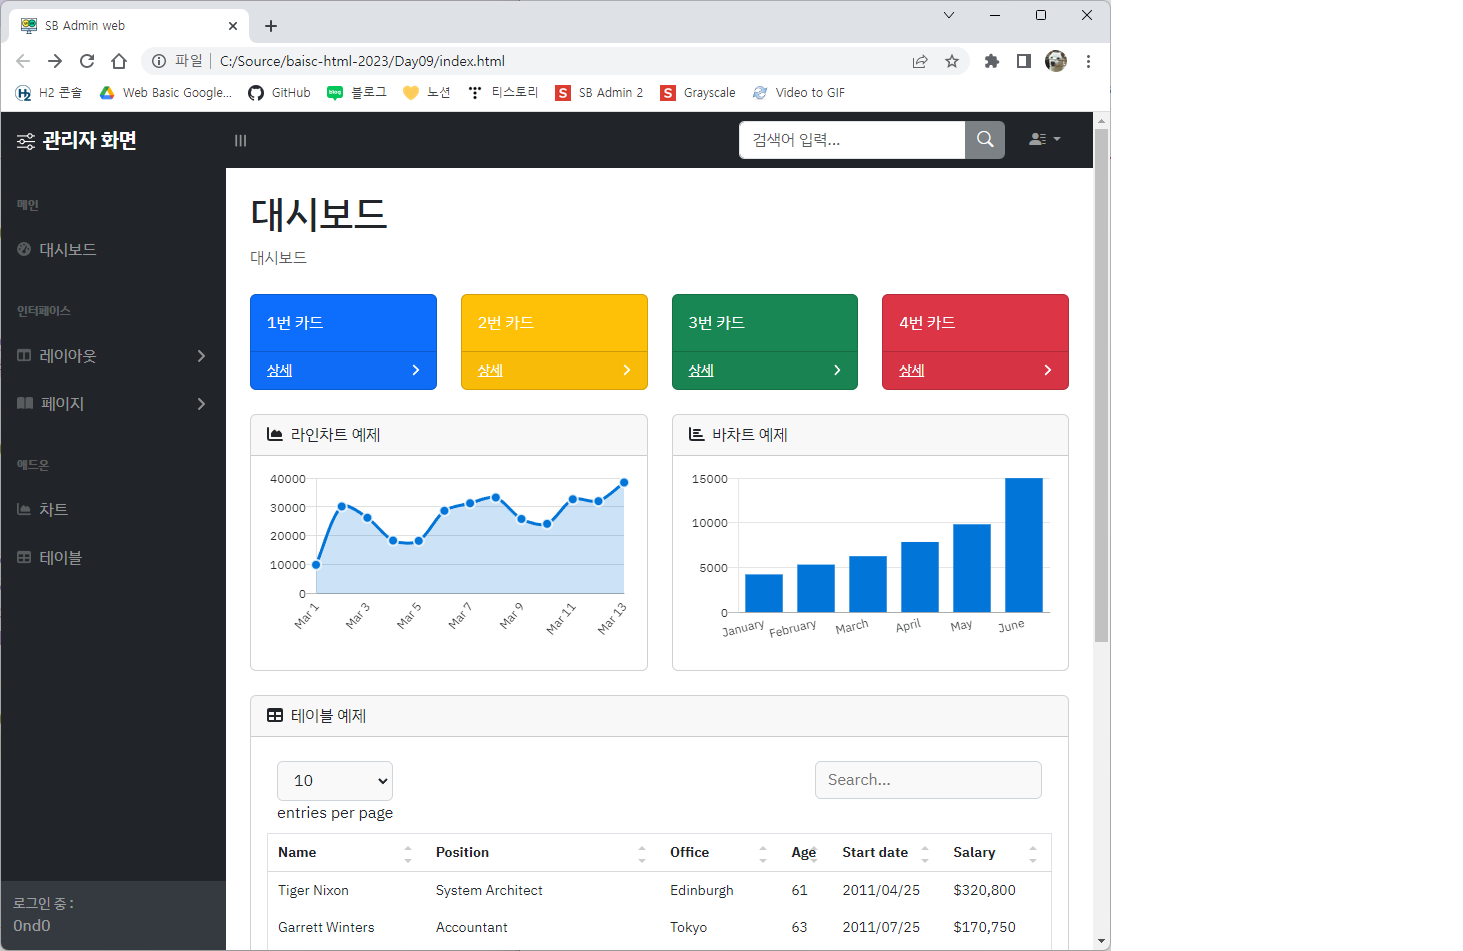 SB Admin web
파일 C:/Source/baisc-html-2023/Day09/index.html
H2 콘솔 Web Basic Google... GitHub 블로그 노션 티스토리 SB Admin 2 Grayscale Video to GIF
관리자 화면 검색어 입력...
메인
대시보드
인터페이스
레이아웃
페이지
에드온
차트
테이블
로그인 중 :
0nd0
대시보드
대시보드
1번 카드 2번 카드 3번 카드 4번 카드
상세 상세 상세 상세
라인차트 예제
40000
30000
20000
10000
0
Mar 1 Mar 3 Mar 5 Mar 7 Mar 9 Mar 11 Mar 13
바차트 예제
15000
10000
5000
0
January February March April May June
테이블 예제
10 Search...
entries per page
Name Position Office Age Start date Salary
Tiger Nixon System Architect Edinburgh 61 2011/04/25 $320,800
Garrett Winters Accountant Tokyo 63 2011/07/25 $170,750